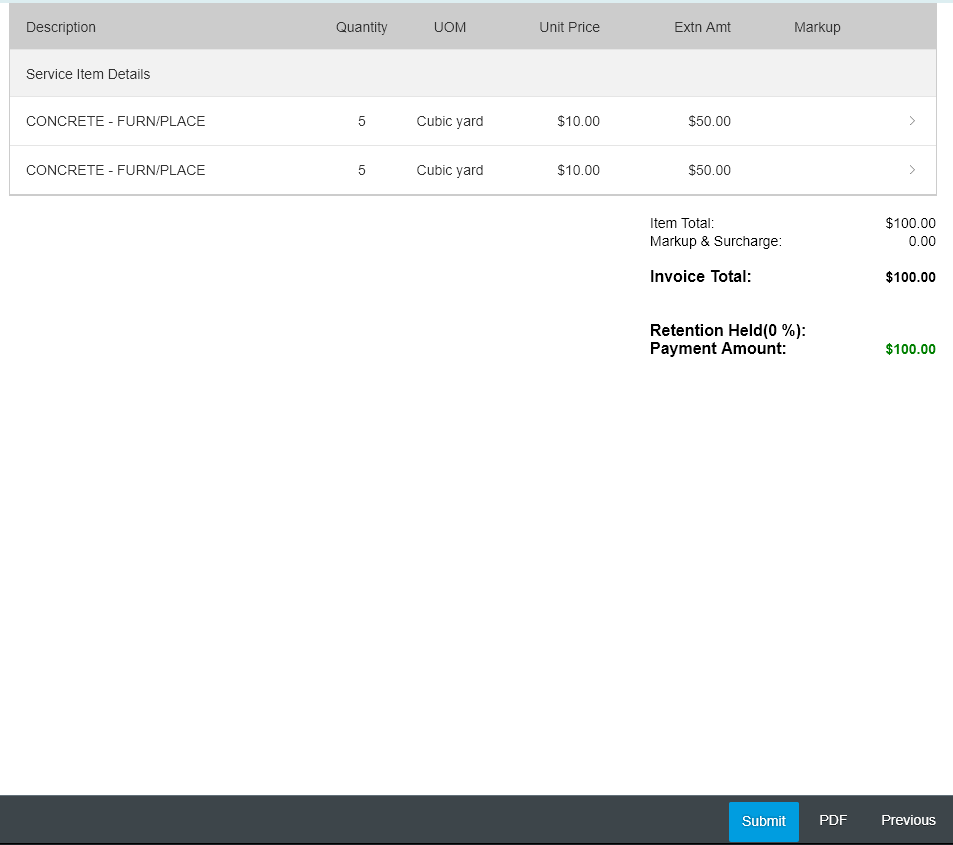 Description Quantity UOM Unit Price Extn Amt Markup
Service Item Details
CONCRETE - FURN/PLACE 5 Cubic yard $10.00 $50.00
CONCRETE - FURN/PLACE 5 Cubic yard $10.00 $50.00
Item Total: $100.00
Markup & Surcharge: 0.00
Invoice Total: $100.00
Retention Held(0 %):
Payment Amount: $100.00
Submit PDF Previous